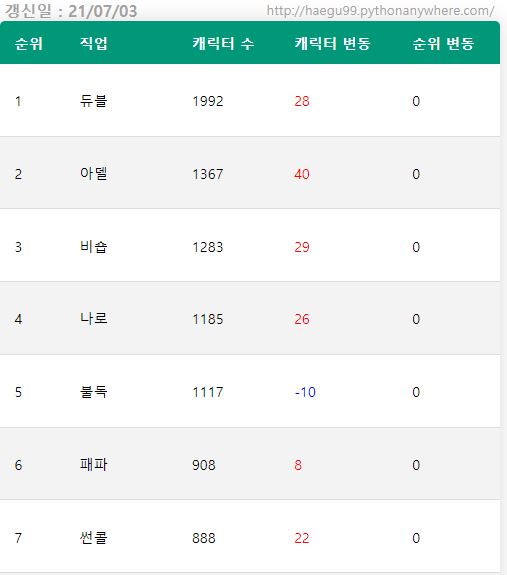 갱신일 : 21/07/03 http://haegu99.pythonanywhere.com/
순위 직업 캐릭터 수 캐릭터 변동 순위 변동
1 듀블 1992 28 0
2 아델 1367 40 0
3 비숍 1283 29 0
4 나로 1185 26 0
5 불독 1117 -10 0
6 패파 908 8 0
7 썬콜 888 22 0